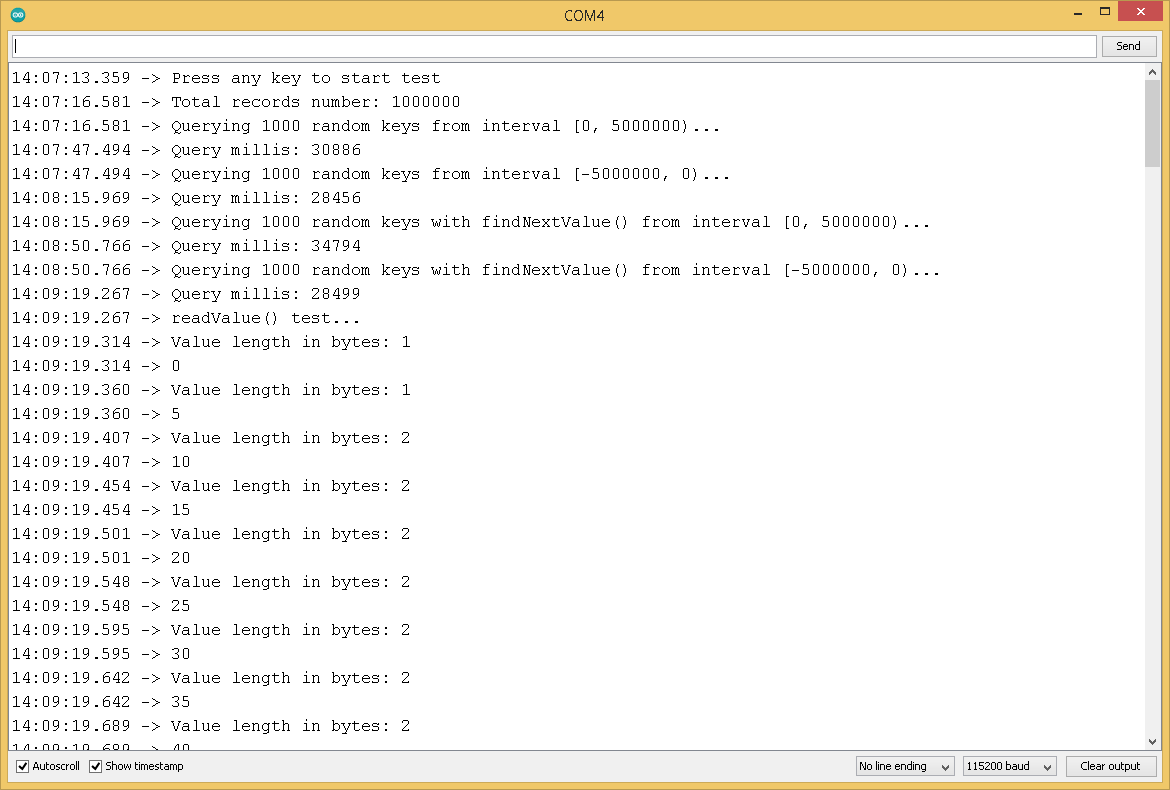 COM4
Send
14:07:13.359 -> Press any key to start test
14:07:16.581 -> Total records number: 1000000
14:07:16.581 -> Querying 1000 random keys from interval [0, 5000000)...
14:07:47.494 -> Query millis: 30886
14:07:47.494 -> Querying 1000 random keys from interval [-5000000, 0)...
14:08:15.969 -> Query millis: 28456
14:08:15.969 -> Querying 1000 random keys with findNextValue() from interval [0, 5000000)...
14:08:50.766 -> Query millis: 34794
14:08:50.766 -> Querying 1000 random keys with findNextValue() from interval [-5000000, 0)...
14:09:19.267 -> Query millis: 28499
14:09:19.267 -> readValue() test...
14:09:19.314 -> Value length in bytes: 1
14:09:19.314 -> 0
14:09:19.360 -> Value length in bytes: 1
14:09:19.360 -> 5
14:09:19.407 -> Value length in bytes: 2
14:09:19.407 -> 10
14:09:19.454 -> Value length in bytes: 2
14:09:19.454 -> 15
14:09:19.501 -> Value length in bytes: 2
14:09:19.501 -> 20
14:09:19.548 -> Value length in bytes: 2
14:09:19.548 -> 25
14:09:19.595 -> Value length in bytes: 2
14:09:19.595 -> 30
14:09:19.642 -> Value length in bytes: 2
14:09:19.642 -> 35
14:09:19.689 -> Value length in bytes: 2
14:09:19.689 -> 40
Autoscroll Show timestamp No line ending 115200 baud Clear output